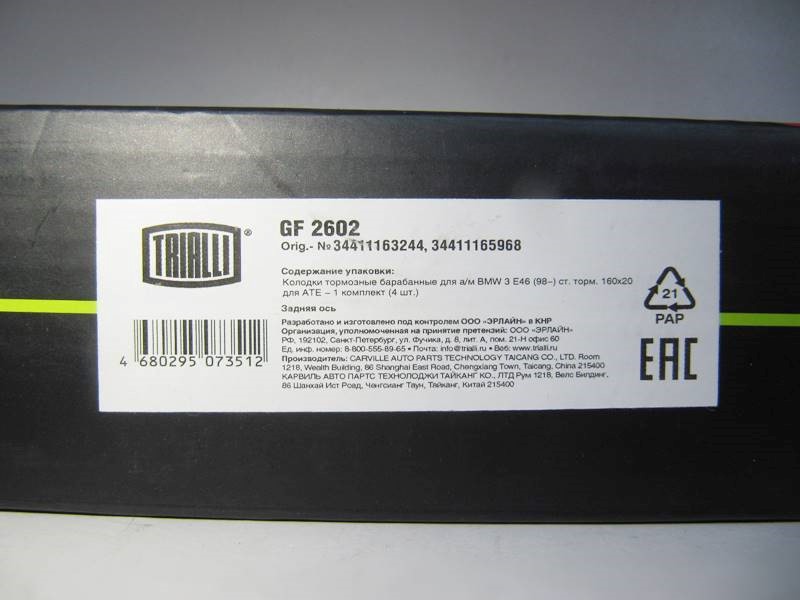 TRIALLI ®
GF 2602
Orig.- № 34411163244, 34411165968
Содержание упаковки:
Колодки тормозные барабанные для а/м BMW 3 E46 (98–) ст. торм. 160x20
для ATE – 1 комплект (4 шт.)
Задняя ось
Разработано и изготовлено под контролем ООО «ЭРЛАЙН» в КНР
Организация, уполномоченная на принятие претензий: ООО «ЭРЛАЙН»
РФ, 192102, Санкт-Петербург, ул. Фучика, д. 8, лит. А, пом. 21-Н офис 60
Ед. инф. номер: 8-800-555-89-65 • Почта: info@trialli.ru • www.trialli.ru
Производитель: CARVILLE AUTO PARTS TECHNOLOGY TAICANG CO., LTD. Room
1218, Wealth Building, 86 Shanghai East Road, Chengxiang Town, Taicang, China 215400
КАРВИЛЬ АВТО ПАРТС ТЕХНОЛОДЖИ ТАЙКАНГ КО., ЛТД Рум 1218, Велс Билдинг,
86 Шанхай Ист Роад, Ченгсианг Таун, Тайканг, Китай 215400
4 680295 073512
21
PAP
EAC